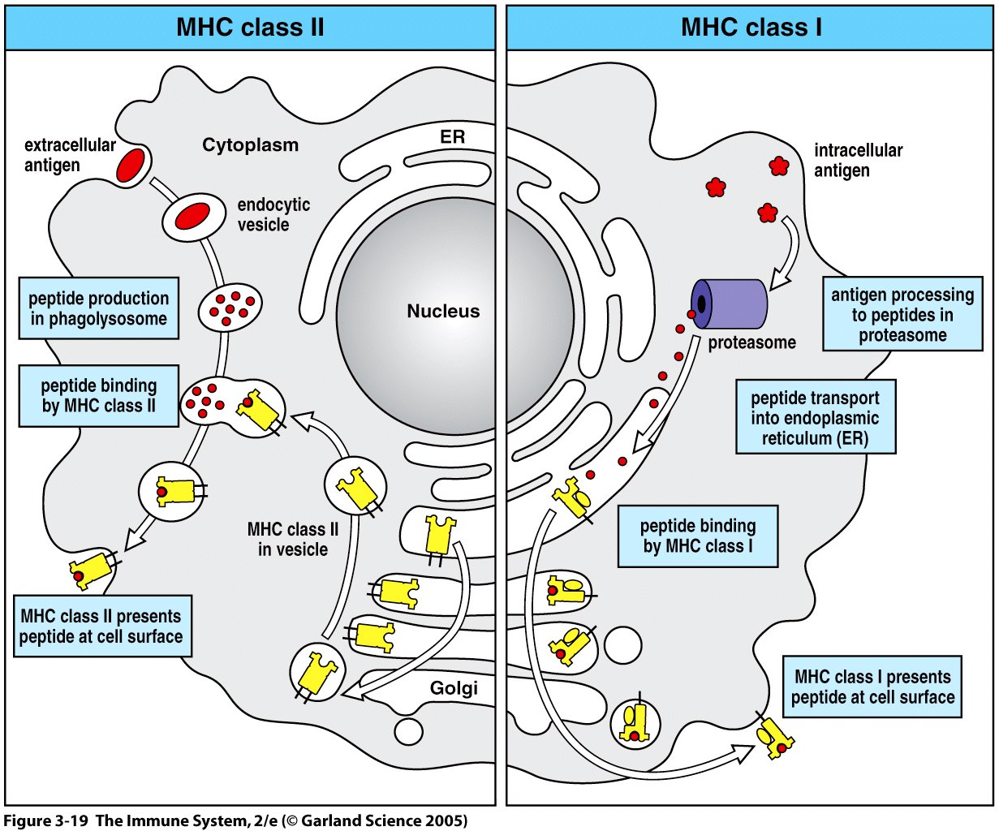 MHC class II
MHC class I
extracellular
antigen
Cytoplasm
ER
endocytic
vesicle
peptide production
in phagolysosome
Nucleus
peptide binding
by MHC class II
MHC class II
in vesicle
MHC class II presents
peptide at cell surface
Golgi
intracellular
antigen
antigen processing
to peptides in
proteasome
proteasome
peptide transport
into endoplasmic
reticulum (ER)
peptide binding
by MHC class I
MHC class I presents
peptide at cell surface
Figure 3-19 The Immune System, 2/e (© Garland Science 2005)